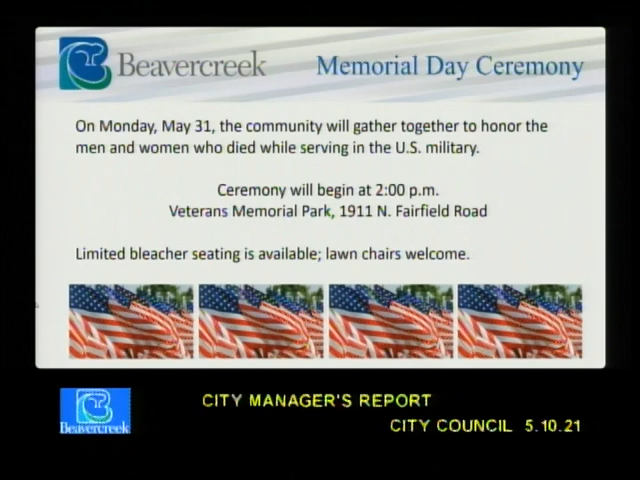 Beavercreek
Memorial Day Ceremony
On Monday, May 31, the community will gather together to honor the
men and women who died while serving in the U.S. military.
Ceremony will begin at 2:00 p.m.
Veterans Memorial Park, 1911 N. Fairfield Road
Limited bleacher seating is available; lawn chairs welcome.
Beavercreek
CITY MANAGER'S REPORT
CITY COUNCIL 5.10.21